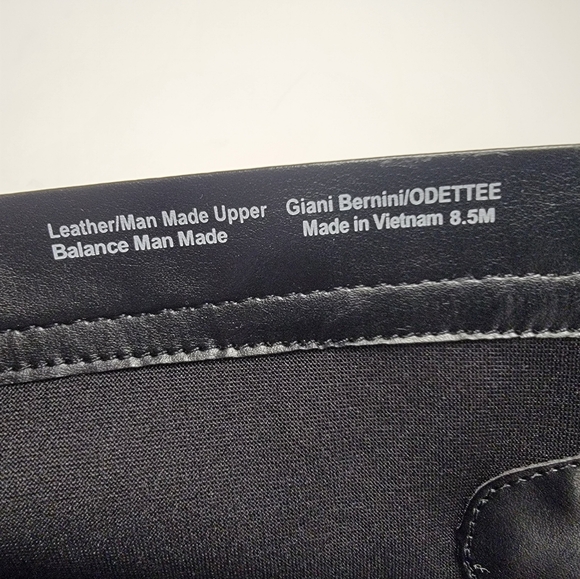 Leather/Man Made Upper
Balance Man Made
Giani Bernini/ODETTEE
Made in Vietnam 8.5M